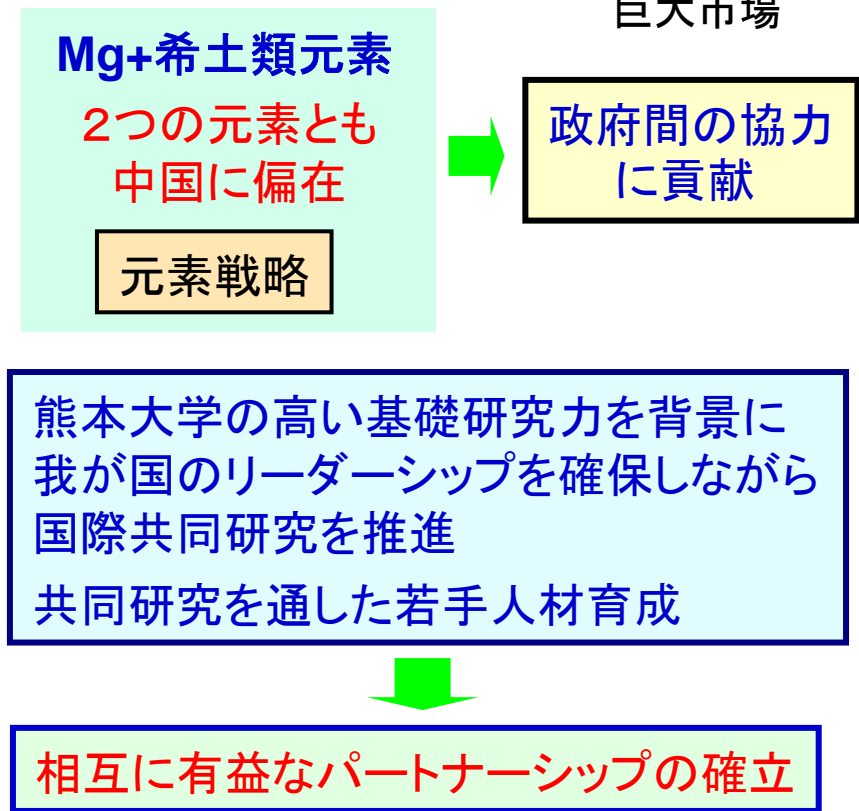 巨大市場
Mg+希土類元素
２つの元素とも
中国に偏在
元素戦略
政府間の協力
に貢献
熊本大学の高い基礎研究力を背景に
我が国のリーダーシップを確保しながら
国際共同研究を推進
共同研究を通した若手人材育成
相互に有益なパートナーシップの確立